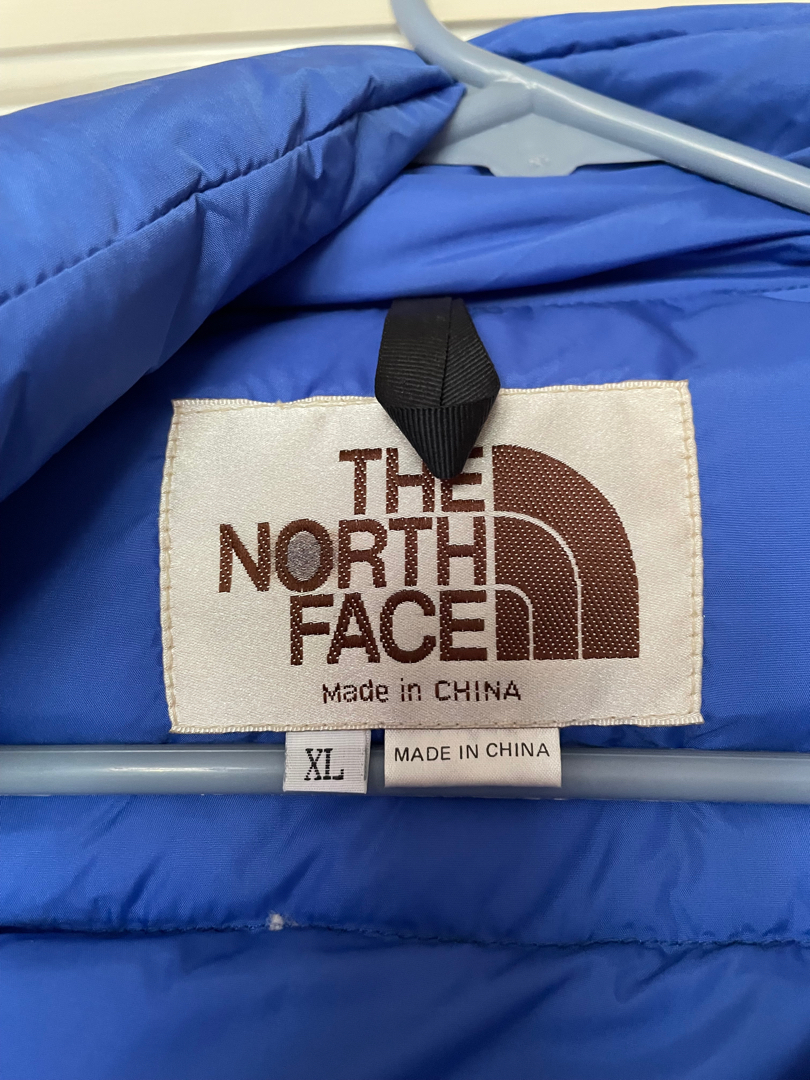 THE
NORTH
FACE
Made in CHINA
XL
MADE IN CHINA